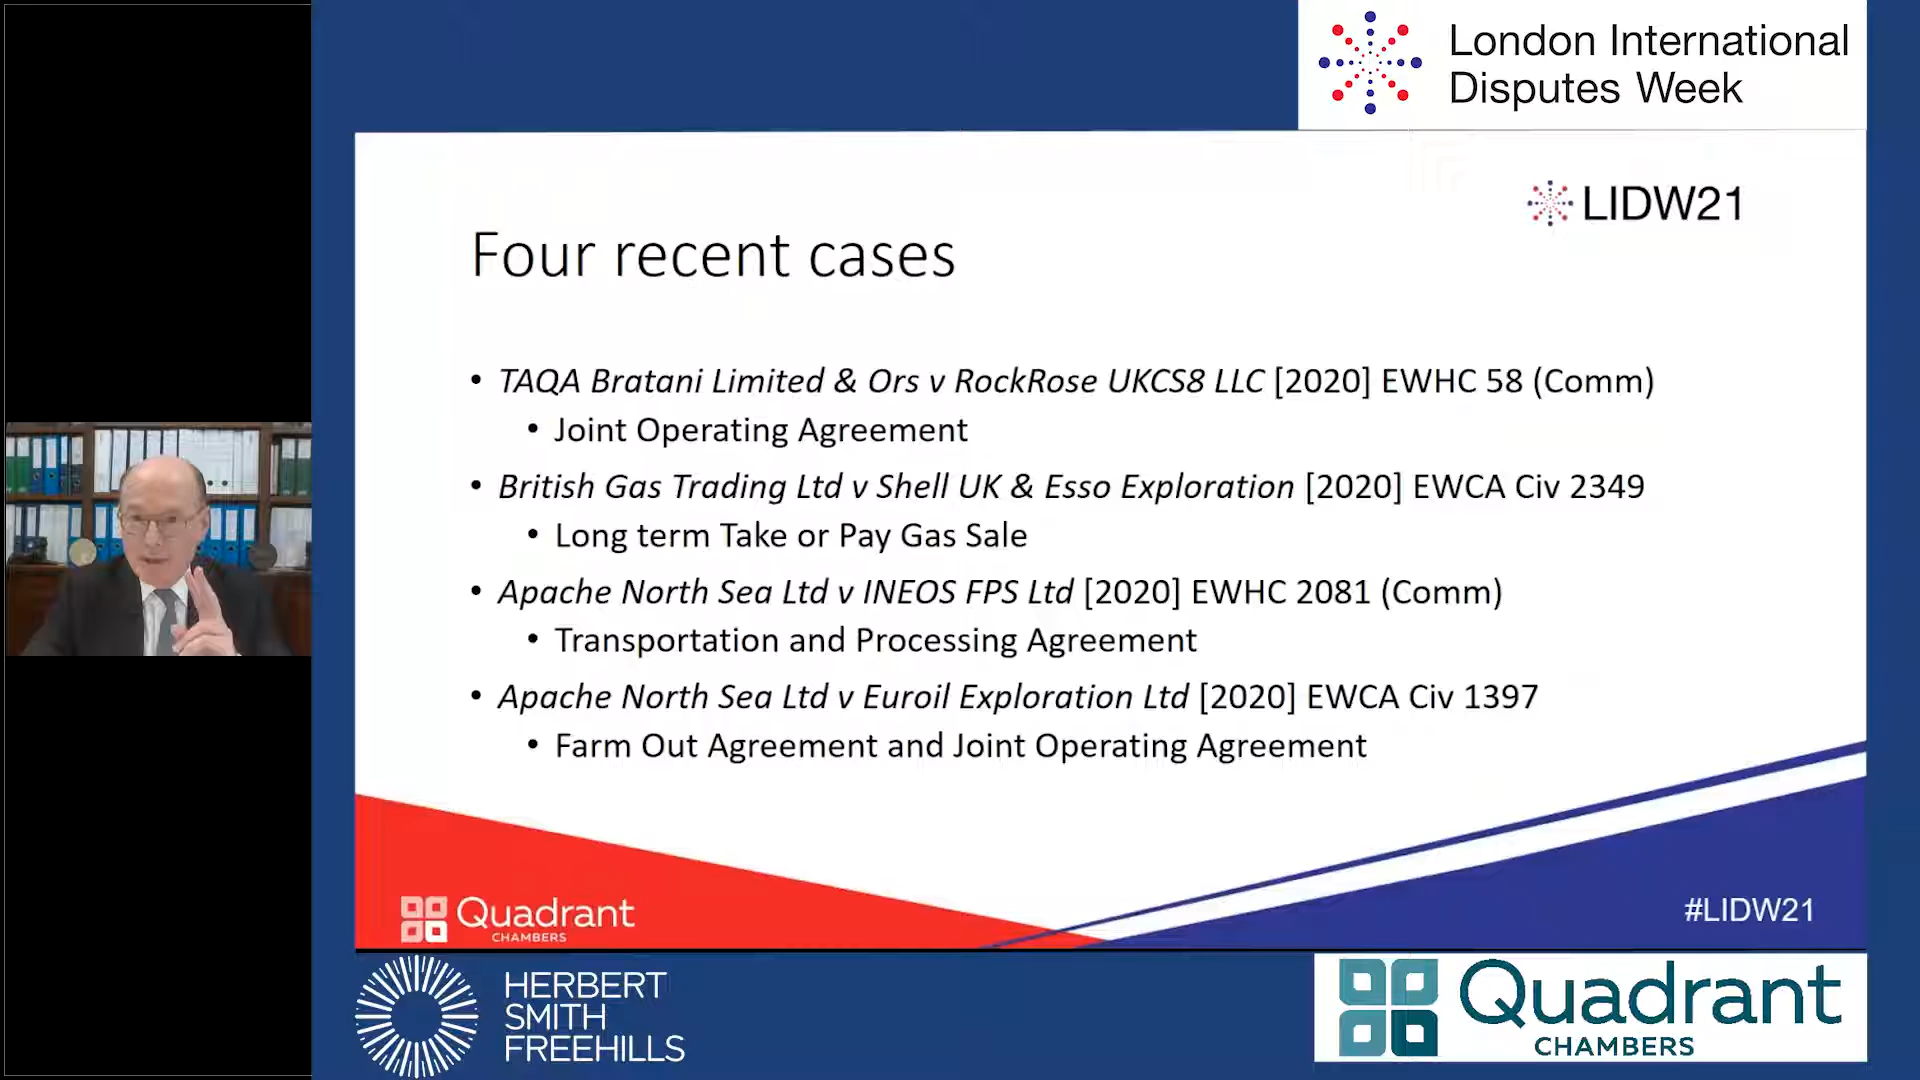 London International
Disputes Week
LIDW21
Four recent cases
• TAQA Bratani Limited & Ors v RockRose UKCS8 LLC [2020] EWHC 58 (Comm)
• Joint Operating Agreement
• British Gas Trading Ltd v Shell UK & Esso Exploration [2020] EWCA Civ 2349
• Long term Take or Pay Gas Sale
• Apache North Sea Ltd v INEOS FPS Ltd [2020] EWHC 2081 (Comm)
• Transportation and Processing Agreement
• Apache North Sea Ltd v Euroil Exploration Ltd [2020] EWCA Civ 1397
• Farm Out Agreement and Joint Operating Agreement
Quadrant
CHAMBERS
#LIDW21
HERBERT
SMITH
FREEHILLS
Quadrant
CHAMBERS